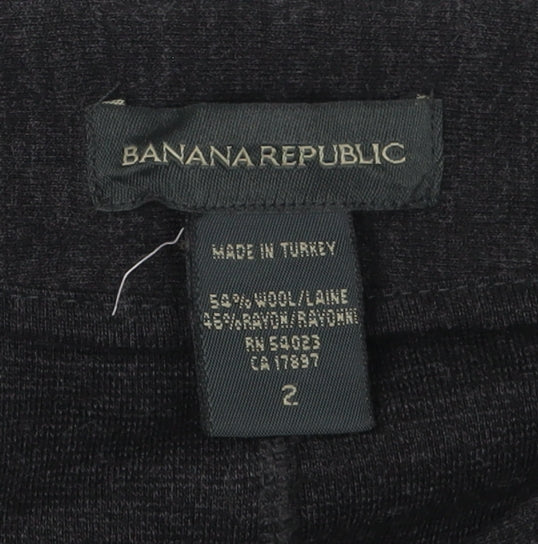 BANANA REPUBLIC
MADE IN TURKEY
54% WOOL/LAINE
46% RAYON/RAYONNE
RN 54023
CA 17897
2